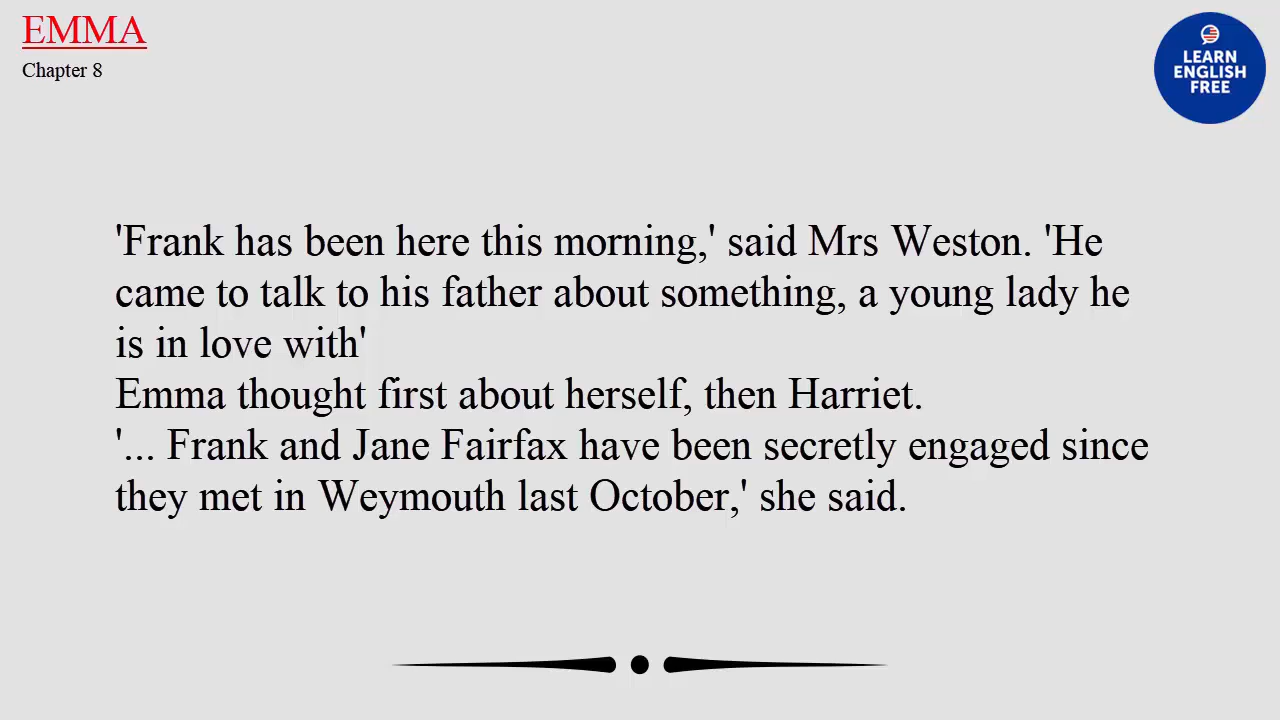 EMMA
Chapter 8
LEARN
ENGLISH
FREE
'Frank has been here this morning,' said Mrs Weston. 'He
came to talk to his father about something, a young lady he
is in love with'
Emma thought first about herself, then Harriet.
'... Frank and Jane Fairfax have been secretly engaged since
they met in Weymouth last October,' she said.